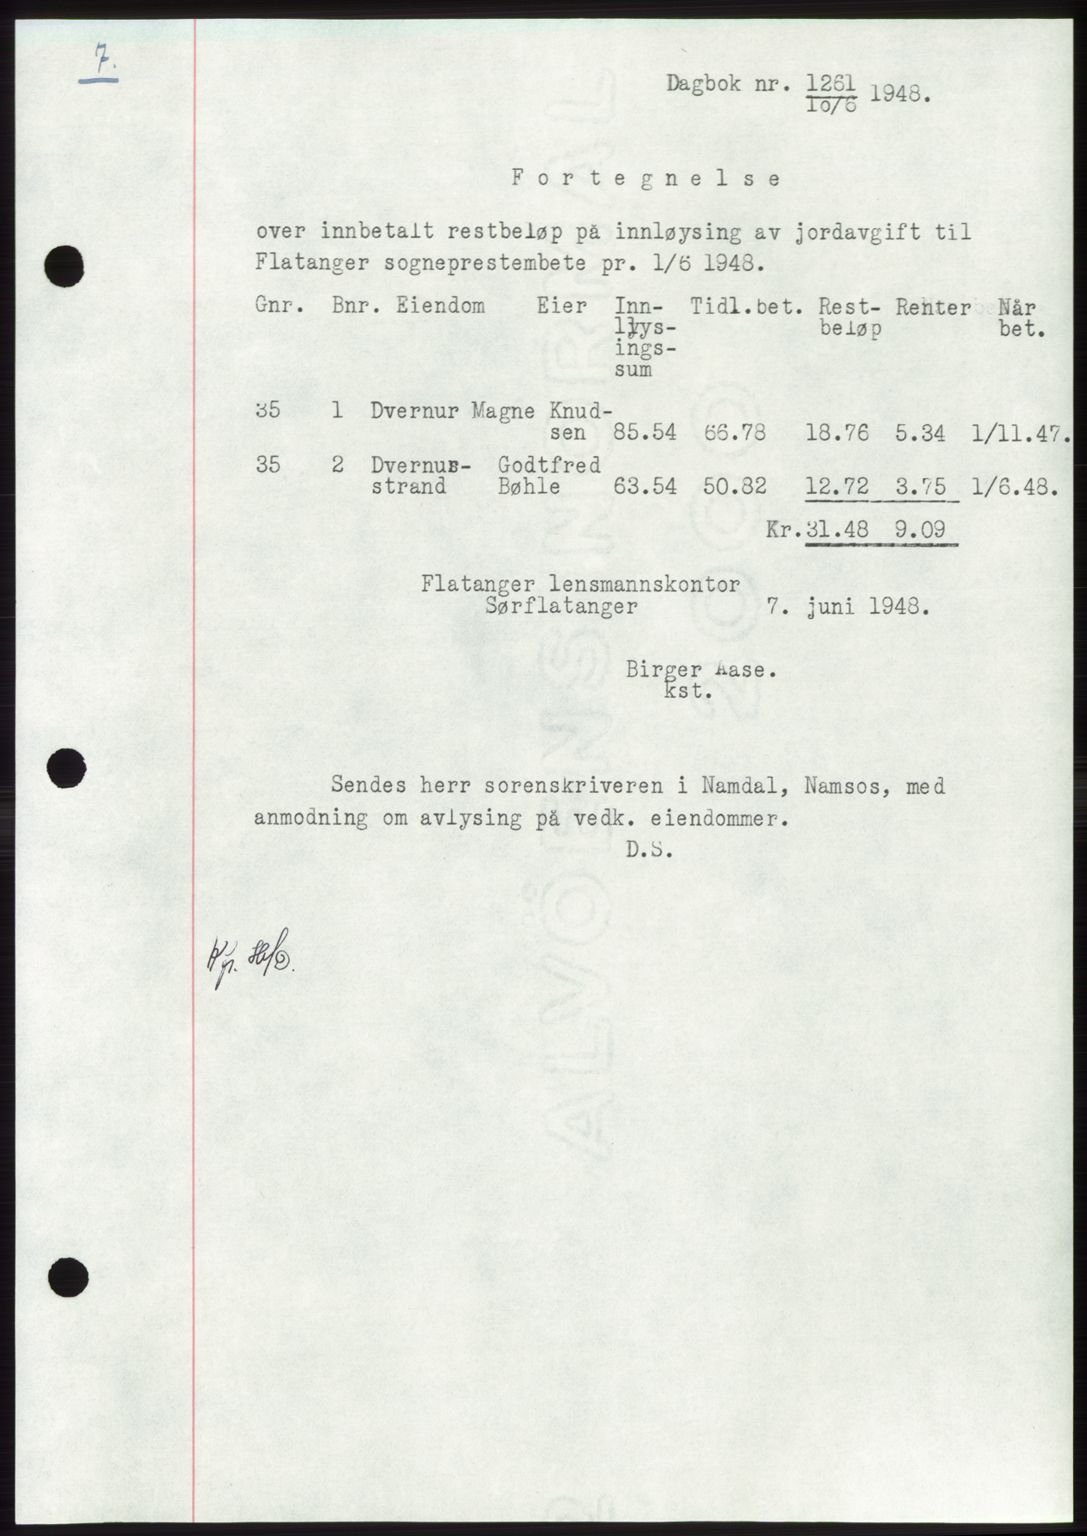 7.
Dagbok nr. 1261
10/6 1948.
F o r t e g n e l s e
over innbetalt restbeløp på innløysing av jordavgift til
Flatanger sogneprestembete pr. 1/6 1948.
Gnr. Bnr. Eiendom Eier Inn- Tidl.bet. Rest- Renter Når
løys- beløp bet.
ings-
sum
35 1 Dvernur Magne Knud-
sen 85.54 66.78 18.76 5.34 1/11.47.
35 2 Dvernur- Godtfred
strand Bøhle 63.54 50.82 12.72 3.75 1/6.48.
Kr.31.48 9.09
Flatanger lensmannskontor
Sørflatanger 7. juni 1948.
Birger Aase.
kst.
Sendes herr sorenskriveren i Namdal, Namsos, med
anmodning om avlysing på vedk. eiendommer.
D.S.
ALVÖENS NORMAL
2000